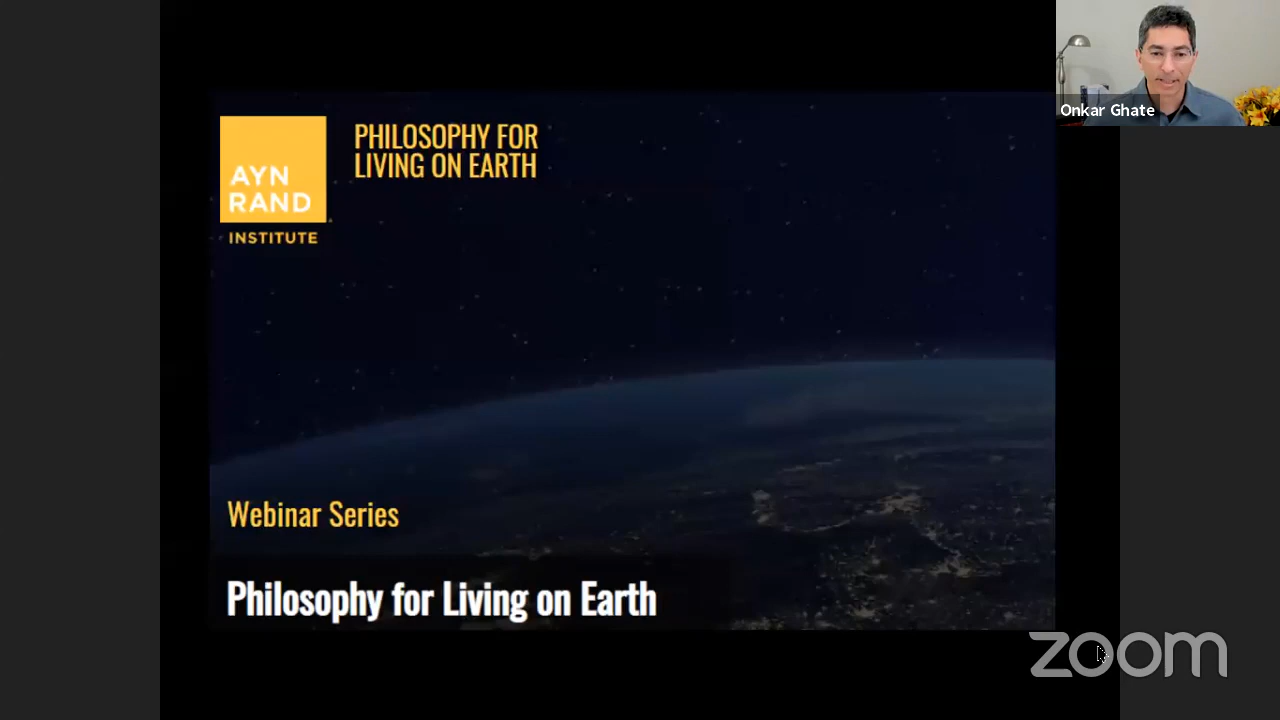 AYN
RAND
INSTITUTE
PHILOSOPHY FOR
LIVING ON EARTH
Onkar Ghate
Webinar Series
Philosophy for Living on Earth
zoom